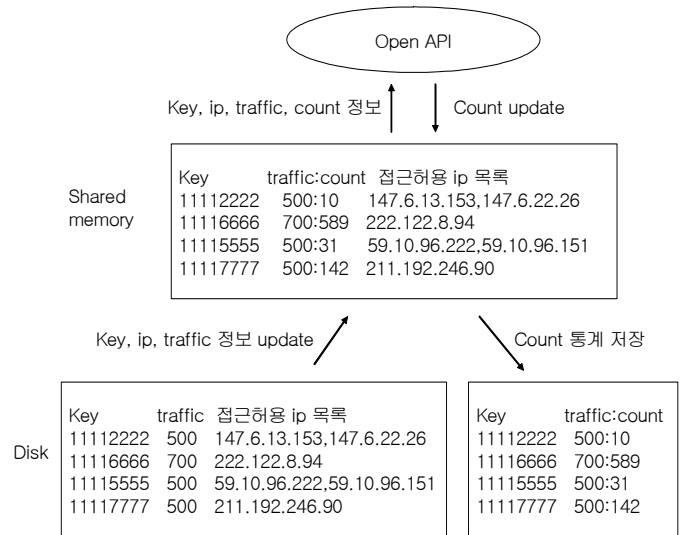 Open API
Key, ip, traffic, count 정보
Count update
Shared memory
Key traffic:count 접근허용 ip 목록
11112222 500:10 147.6.13.153,147.6.22.26
11116666 700:589 222.122.8.94
11115555 500:31 59.10.96.222,59.10.96.151
11117777 500:142 211.192.246.90
Key, ip, traffic 정보 update
Count 통계 저장
Disk
Key traffic 접근허용 ip 목록
11112222 500 147.6.13.153,147.6.22.26
11116666 700 222.122.8.94
11115555 500 59.10.96.222,59.10.96.151
11117777 500 211.192.246.90
Key traffic:count
11112222 500:10
11116666 700:589
11115555 500:31
11117777 500:142